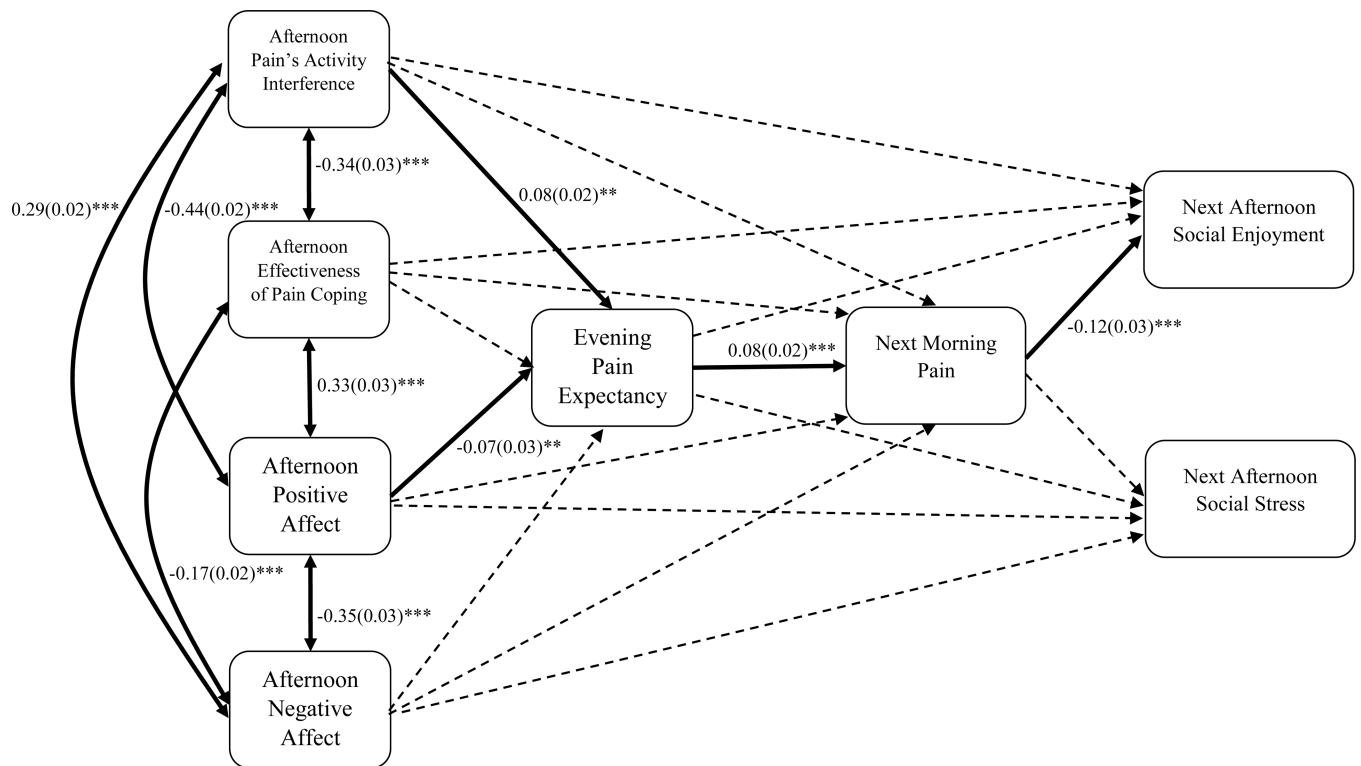 Afternoon
Pain’s Activity
Interference
-0.34(0.03)***
0.29(0.02)***
-0.44(0.02)***
0.08(0.02)**
Next Afternoon
Social Enjoyment
Afternoon
Effectiveness
of Pain Coping
Evening
Pain
Expectancy
0.08(0.02)***
Next Morning
Pain
-0.12(0.03)***
0.33(0.03)***
-0.07(0.03)**
Afternoon
Positive
Affect
Next Afternoon
Social Stress
-0.17(0.02)***
-0.35(0.03)***
Afternoon
Negative
Affect